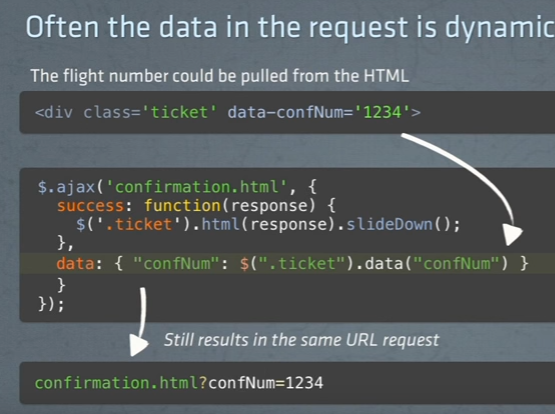 Often the data in the request is dynamic
The flight number could be pulled from the HTML
<div class='ticket' data-confNum='1234'>
$.ajax('confirmation.html', {
  success: function(response) {
    $('.ticket').html(response).slideDown();
  },
  data: { "confNum": $(".ticket").data("confNum") }
  }
});
Still results in the same URL request
confirmation.html?confNum=1234